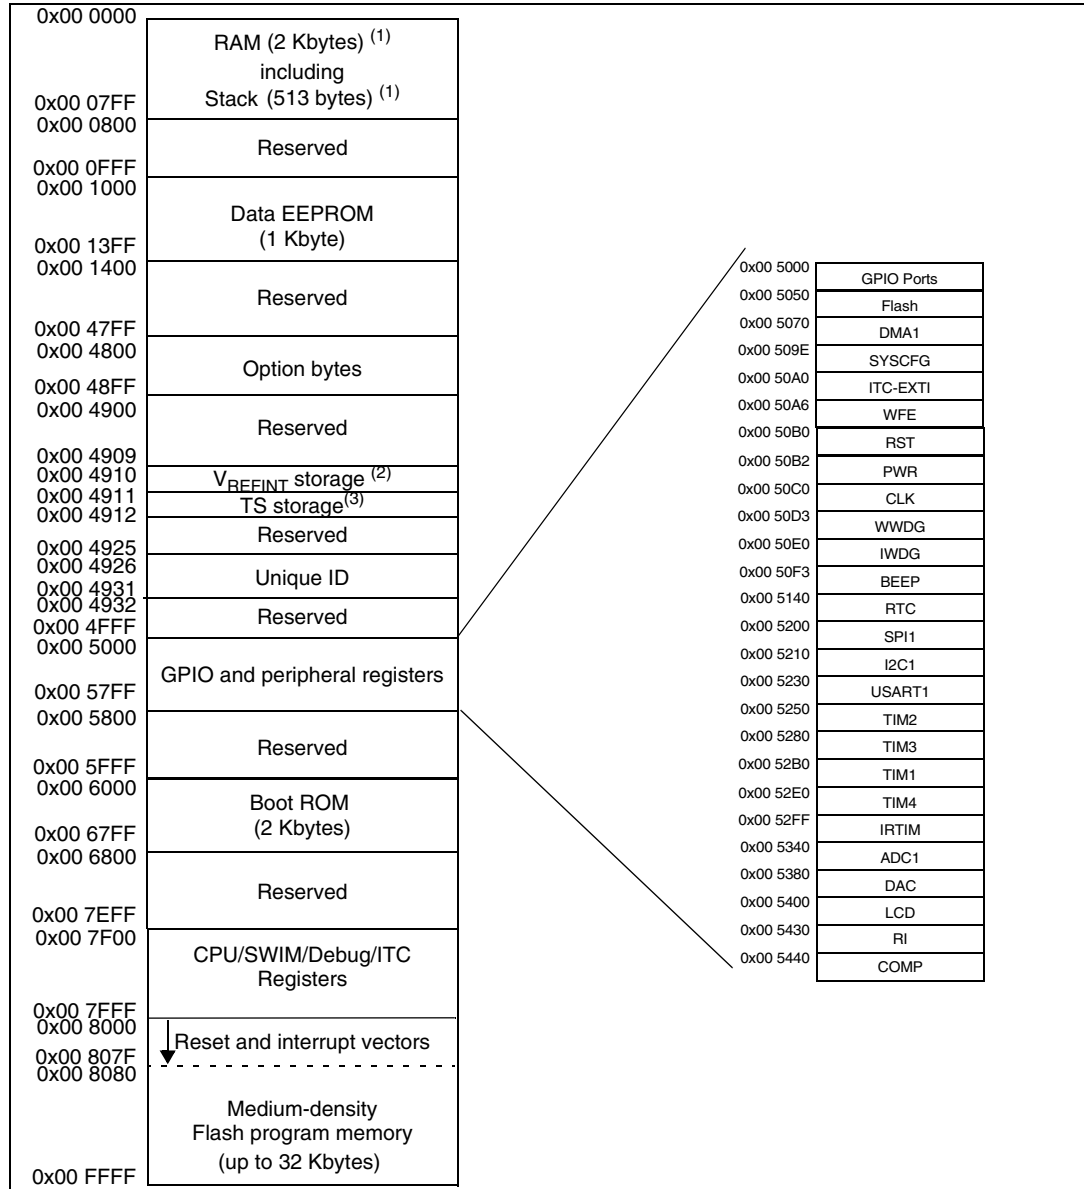 0x00 0000
RAM (2 Kbytes) (1)
including
Stack (513 bytes) (1)
0x00 07FF
0x00 0800
Reserved
0x00 0FFF
0x00 1000
Data EEPROM
(1 Kbyte)
0x00 13FF
0x00 1400
Reserved
0x00 47FF
0x00 4800
Option bytes
0x00 48FF
0x00 4900
Reserved
0x00 4909
0x00 4910
VREFINT storage (2)
0x00 4911
TS storage(3)
0x00 4912
Reserved
0x00 4925
0x00 4926
Unique ID
0x00 4931
0x00 4932
Reserved
0x00 4FFF
0x00 5000
GPIO and peripheral registers
0x00 57FF
0x00 5800
Reserved
0x00 5FFF
0x00 6000
Boot ROM
(2 Kbytes)
0x00 67FF
0x00 6800
Reserved
0x00 7EFF
0x00 7F00
CPU/SWIM/Debug/ITC
Registers
0x00 7FFF
0x00 8000
Reset and interrupt vectors
0x00 807F
0x00 8080
Medium-density
Flash program memory
(up to 32 Kbytes)
0x00 FFFF
0x00 5000
GPIO Ports
0x00 5050
Flash
0x00 5070
DMA1
0x00 509E
SYSCFG
0x00 50A0
ITC-EXTI
0x00 50A6
WFE
0x00 50B0
RST
0x00 50B2
PWR
0x00 50C0
CLK
0x00 50D3
WWDG
0x00 50E0
IWDG
0x00 50F3
BEEP
0x00 5140
RTC
0x00 5200
SPI1
0x00 5210
I2C1
0x00 5230
USART1
0x00 5250
TIM2
0x00 5280
TIM3
0x00 52B0
TIM1
0x00 52E0
TIM4
0x00 52FF
IRTIM
0x00 5340
ADC1
0x00 5380
DAC
0x00 5400
LCD
0x00 5430
RI
0x00 5440
COMP